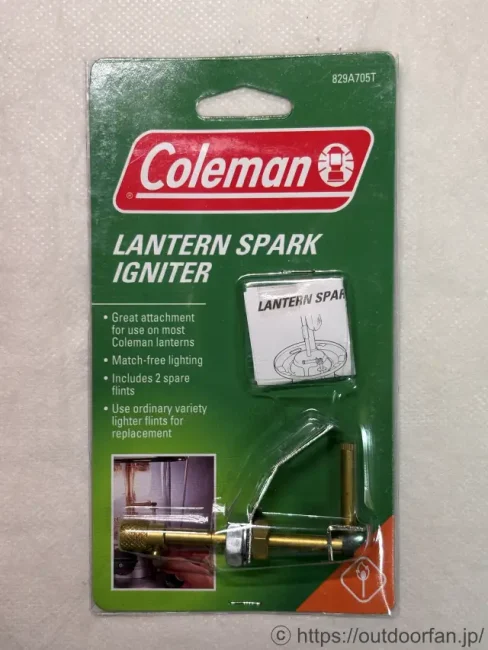 829A705T
Coleman
®
LANTERN SPARK
IGNITER
• Great attachment
for use on most
Coleman lanterns
• Match-free lighting
• Includes 2 spare
flints
• Use ordinary variety
lighter flints for
replacement
LANTERN SPAR
© https://outdoorfan.jp/